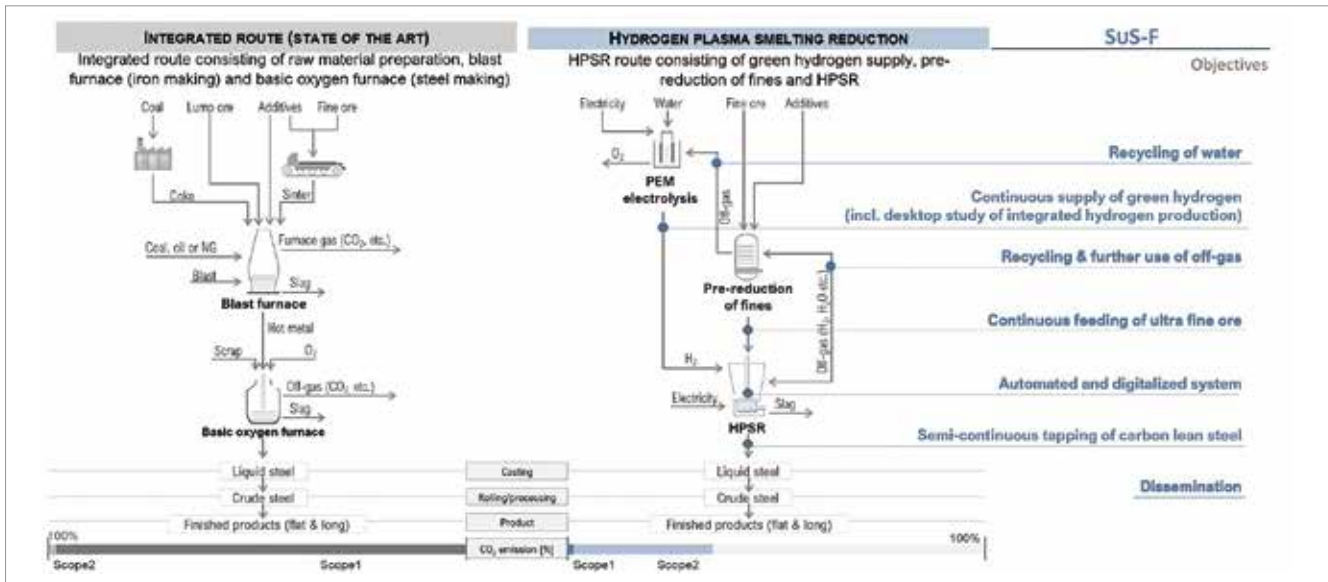 INTEGRATED ROUTE (STATE OF THE ART)
Integrated route consisting of raw material preparation, blast
furnace (iron making) and basic oxygen furnace (steel making)
Coal
Lump ore
Additives
Fine ore
Coke
Sinter
Coal, oil or NG
Furnace gas (CO₂, etc.)
Blast
Slag
Blast furnace
Hot metal
Scrap
O₂
Off-gas (CO, etc.)
Slag
Basic oxygen furnace
Liquid steel
Crude steel
Finished products (flat & long)
HYDROGEN PLASMA SMELTING REDUCTION
HPSR route consisting of green hydrogen supply, pre-
reduction of fines and HPSR
Electricity
Water
Fine ore
Additives
O₂
PEM
electrolysis
Off-gas
Pre-reduction
of fines
Off-gas (H₂, H₂O etc.)
H₂
Electricity
Slag
HPSR
Liquid steel
Crude steel
Finished products (flat & long)
Casting
Rolling/processing
Product
CO₂ emission [%]
100%
Scope2
Scope1
Scope1
Scope2
100%
SuS-F
Objectives
Recycling of water
Continuous supply of green hydrogen
(incl. desktop study of integrated hydrogen production)
Recycling & further use of off-gas
Continuous feeding of ultra fine ore
Automated and digitalized system
Semi-continuous tapping of carbon lean steel
Dissemination